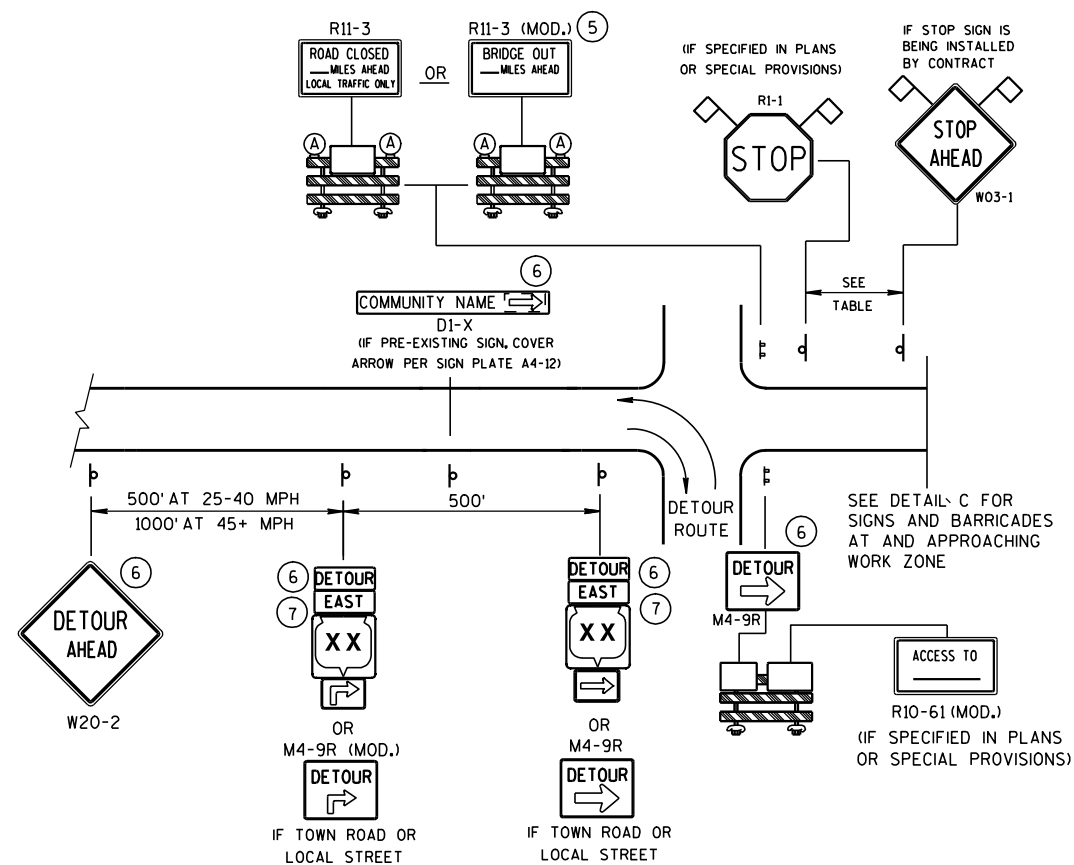 R11-3
ROAD CLOSED
___MILES AHEAD
LOCAL TRAFFIC ONLY
OR
R11-3 (MOD.)
5
BRIDGE OUT
___MILES AHEAD
A
A
A
A
(IF SPECIFIED IN PLANS
OR SPECIAL PROVISIONS)
R1-1
STOP
IF STOP SIGN IS
BEING INSTALLED
BY CONTRACT
STOP
AHEAD
W03-1
SEE
TABLE
6
COMMUNITY NAME
D1-X
(IF PRE-EXISTING SIGN, COVER
ARROW PER SIGN PLATE A4-12)
500' AT 25-40 MPH
1000' AT 45+ MPH
500'
DETOUR
ROUTE
SEE DETAIL C FOR
SIGNS AND BARRICADES
AT AND APPROACHING
WORK ZONE
6
DETOUR
AHEAD
W20-2
6
7
DETOUR
EAST
XX
OR
M4-9R (MOD.)
DETOUR
IF TOWN ROAD OR
LOCAL STREET
DETOUR
EAST
XX
6
7
OR
M4-9R
DETOUR
IF TOWN ROAD OR
LOCAL STREET
6
DETOUR
M4-9R
ACCESS TO
R10-61 (MOD.)
(IF SPECIFIED IN PLANS
OR SPECIAL PROVISIONS)